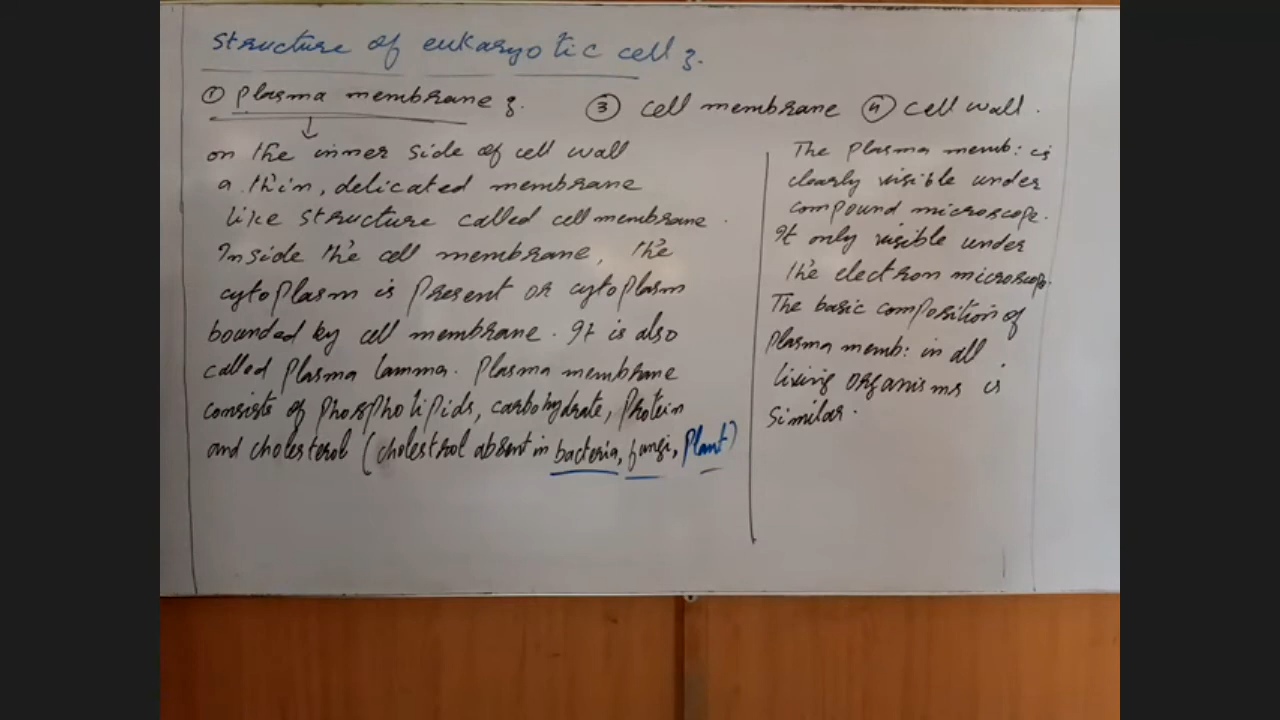 Structure of eukaryotic cell :-
① Plasma membrane :-
③ cell membrane ④ cell wall.
on the inner side of cell wall
a thin, delicated membrane
like structure called cell membrane.
Inside the cell membrane, the
cytoplasm is present or cytoplasm
bounded by cell membrane. It is also
called plasma lamma. Plasma membrane
consists of phospholipids, carbohydrate, protein
and cholesterol (cholestrol absent in bacteria, fungi, plant)
The plasma memb: is
clearly visible under
compound microscope.
It only visible under
the electron microscope.
The basic composition of
plasma memb: in all
living organisms is
similar.